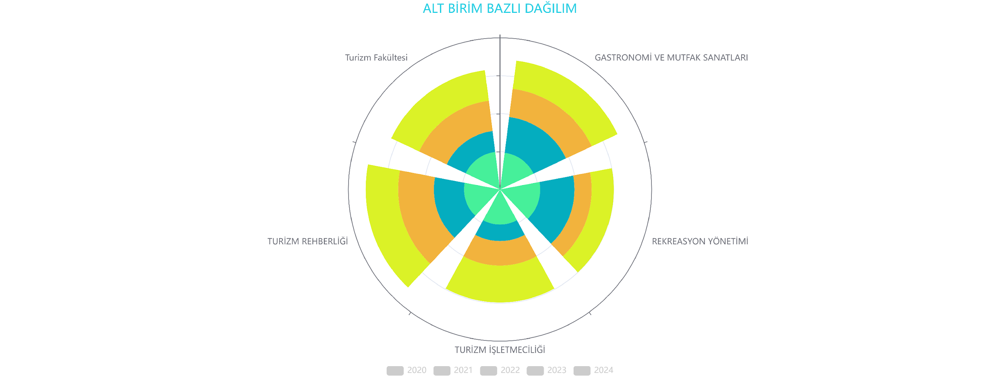 ALT BİRİM BAZLI DAĞILIM
Turizm Fakültesi
GASTRONOMİ VE MUTFAK SANATLARI
TURİZM REHBERLİĞİ
REKREASYON YÖNETİMİ
TURİZM İŞLETMECİLİĞİ
2020 2021 2022 2023 2024